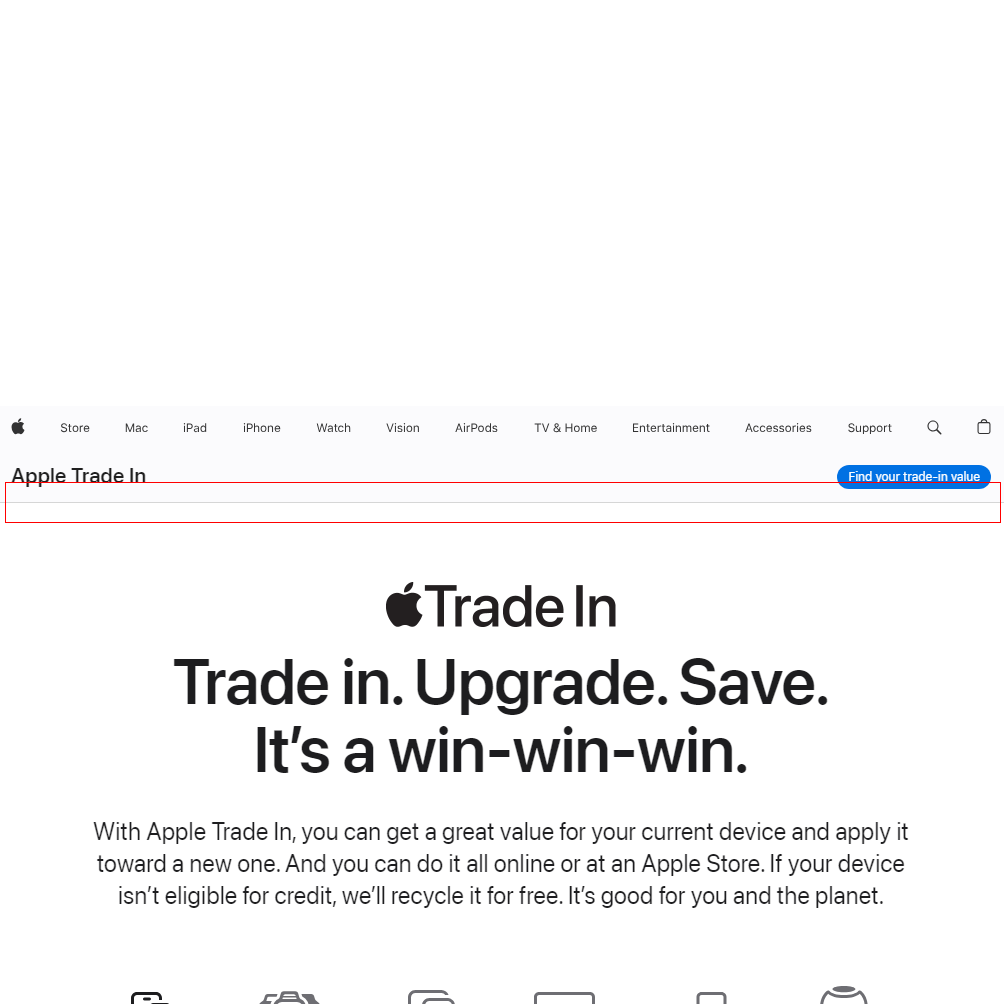 Store Mac iPad iPhone Watch Vision AirPods TV & Home Entertainment Accessories Support
Apple Trade In Find your trade-in value
Trade In
Trade in. Upgrade. Save.
It’s a win-win-win.
With Apple Trade In, you can get a great value for your current device and apply it
toward a new one. And you can do it all online or at an Apple Store. If your device
isn’t eligible for credit, we’ll recycle it for free. It’s good for you and the planet.